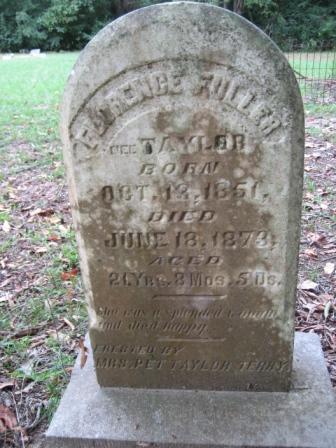 FLORENCE FULLER
NEE TAYLOR
BORN
OCT. 13, 1851.
DIED
JUNE 18, 1873,
AGED
21 Yrs. 8 Mos. 5 Ds.
She was a splendid
and died happy.
ERECTED BY
MRS. PET TAYLOR TERRY.